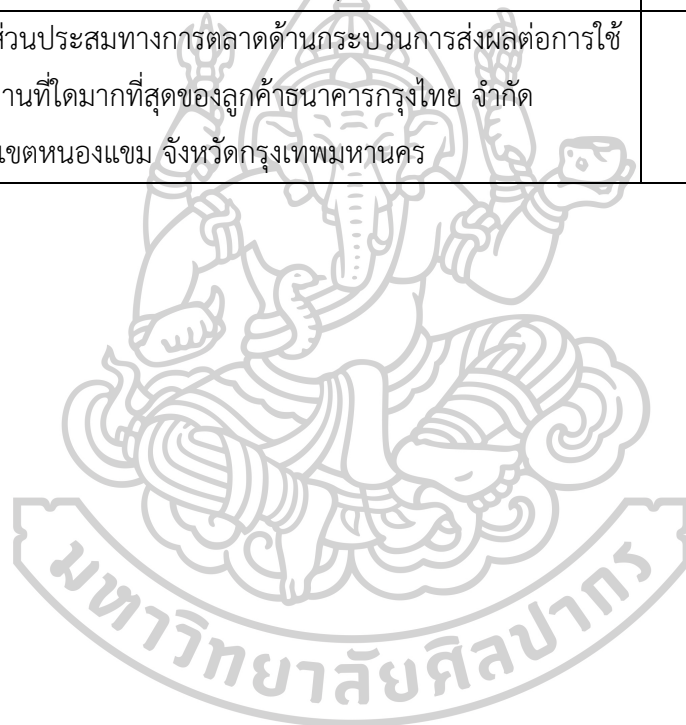 ส่วนประสมทางการตลาดด้านกระบวนการส่งผลต่อการใช้
านที่ใดมากที่สุดของลูกค้าธนาคารกรุงไทย จำกัด
เขตหนองแขม จังหวัดกรุงเทพมหานคร
มหาวิทยาลัยศิลปากร